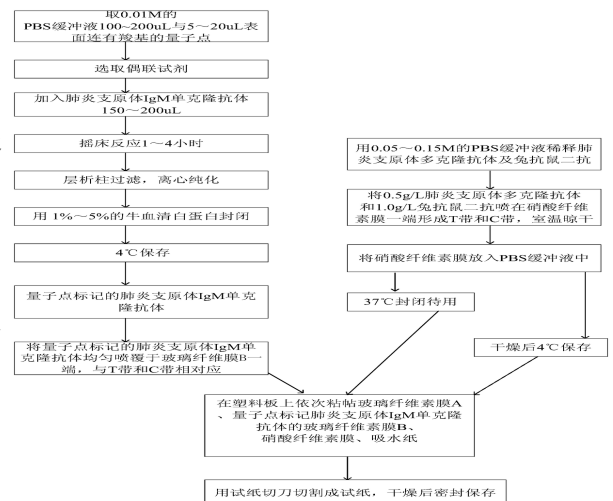 取0.01M的
PBS缓冲液100~200uL与5～20uL表
面连有羧基的量子点
选取偶联试剂
加入肺炎支原体IgM单克隆抗体
150～200uL
摇床反应1～4小时
层析柱过滤，离心纯化
用 1%～5%的牛血清白蛋白封闭
4℃保存
量子点标记的肺炎支原体IgM单克
隆抗体
将量子点标记的肺炎支原体IgM单
克隆抗体均匀喷覆于玻璃纤维膜B一
端，与T带和C带相对应
用0.05～0.15M的PBS缓冲液稀释肺
炎支原体多克隆抗体及兔抗鼠二抗
将0.5g/L肺炎支原体多克隆抗体
和1.0g/L兔抗鼠二抗喷在硝酸纤维
素膜一端形成T带和C带，室温晾干
将硝酸纤维素膜放入PBS缓冲液中
37℃封闭待用
干燥后4℃保存
在塑料板上依次粘帖玻璃纤维素膜A
、量子点标记肺炎支原体IgM单克隆
抗体的玻璃纤维素膜B、
硝酸纤维素膜、吸水纸
用试纸切刀切割成试纸，干燥后密封保存